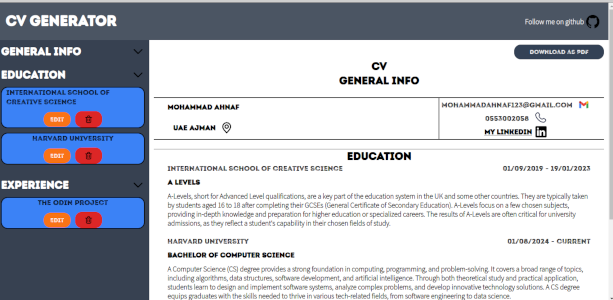 CV GENERATOR
Follow me on github
GENERAL INFO
EDUCATION
INTERNATIONAL SCHOOL OF
CREATIVE SCIENCE
EDIT
HARVARD UNIVERSITY
EDIT
EXPERIENCE
THE ODIN PROJECT
EDIT
DOWNLOAD AS PDF
CV
GENERAL INFO
MOHAMMAD AHNAF
UAE AJMAN
MOHAMMADAHNAF123@GMAIL.COM
0553002058
MY LINKEDIN
EDUCATION
INTERNATIONAL SCHOOL OF CREATIVE SCIENCE 01/09/2019 - 19/01/2023
A LEVELS
A-Levels, short for Advanced Level qualifications, are a key part of the education system in the UK and some other countries. They are typically taken
by students aged 16 to 18 after completing their GCSEs (General Certificate of Secondary Education). A-Levels focus on a few chosen subjects,
providing in-depth knowledge and preparation for higher education or specialized careers. The results of A-Levels are often critical for university
admissions, as they reflect a student's capability in their chosen fields of study.
HARVARD UNIVERSITY 01/08/2024 - CURRENT
BACHELOR OF COMPUTER SCIENCE
A Computer Science (CS) degree provides a strong foundation in computing, programming, and problem-solving. It covers a broad range of topics,
including algorithms, data structures, software development, and artificial intelligence. Through both theoretical study and practical application,
students learn to design and implement software systems, analyze complex problems, and develop innovative technology solutions. A CS degree
equips graduates with the skills needed to thrive in various tech-related fields, from software engineering to data science.